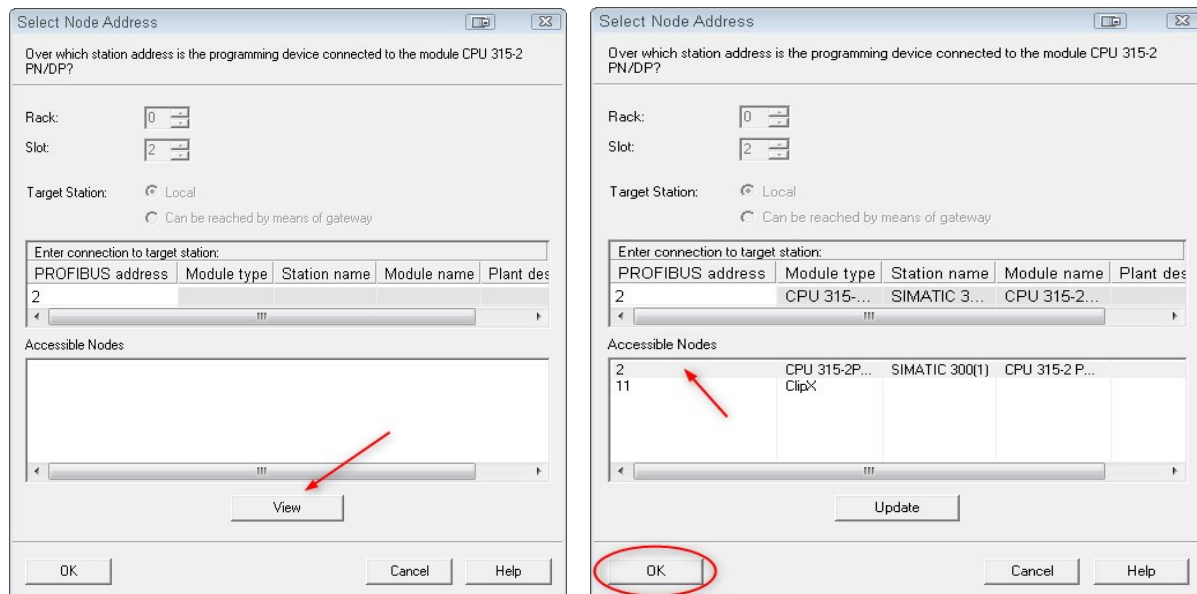 Select Node Address
Over which station address is the programming device connected to the module CPU 315-2
PN/DP?
Rack: 0
Slot: 2
Target Station: Local
Can be reached by means of gateway
Enter connection to target station:
PROFIBUS address Module type Station name Module name Plant des
2
Accessible Nodes
View
OK Cancel Help
Select Node Address
Over which station address is the programming device connected to the module CPU 315-2
PN/DP?
Rack: 0
Slot: 2
Target Station: Local
Can be reached by means of gateway
Enter connection to target station:
PROFIBUS address Module type Station name Module name Plant des
2 CPU 315-... SIMATIC 3... CPU 315-2...
Accessible Nodes
2 CPU 315-2P... SIMATIC 300(1) CPU 315-2 P...
11 ClipX
Update
OK Cancel Help